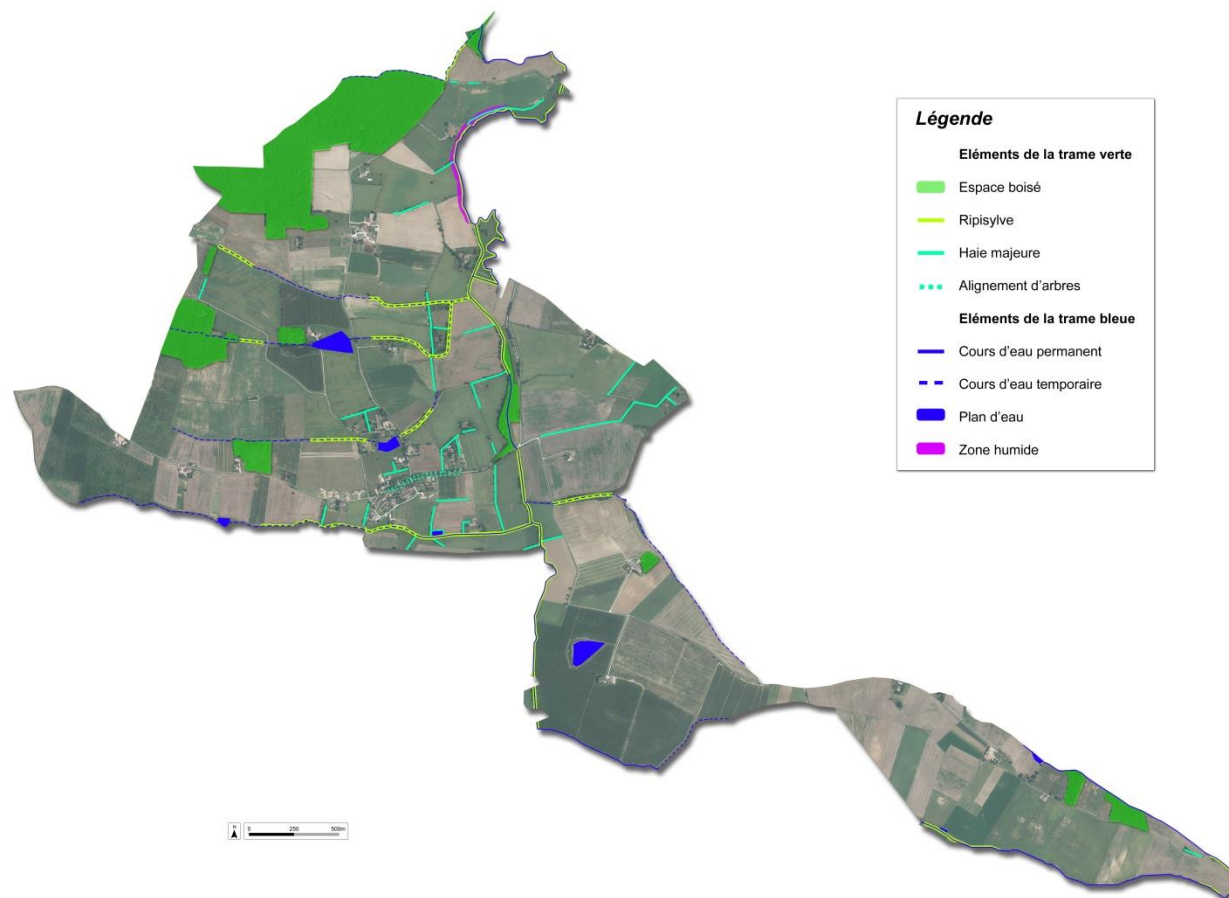 Légende
Eléments de la trame verte
Espace boisé
Ripisylve
Haie majeure
Alignement d'arbres
Eléments de la trame bleue
Cours d'eau permanent
Cours d'eau temporaire
Plan d'eau
Zone humide
N
0 250 500m